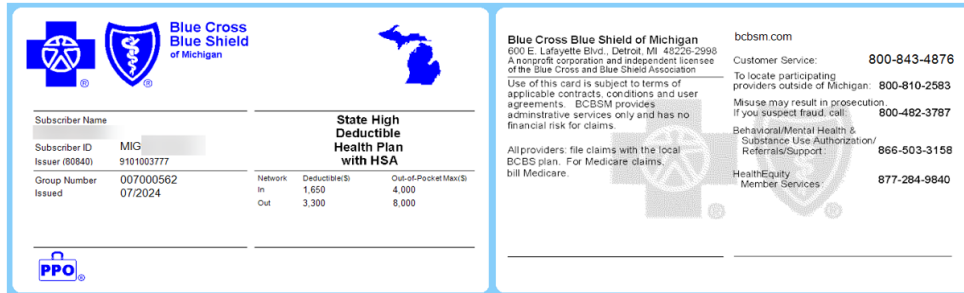 Blue Cross
Blue Shield
of Michigan
®
®
Subscriber Name
Subscriber ID MIG
Issuer (80840) 9101003777
Group Number 007000562
Issued 07/2024
State High
Deductible
Health Plan
with HSA
Network Deductible($) Out-of-Pocket Max($)
In 1,650 4,000
Out 3,300 8,000
PPO®
Blue Cross Blue Shield of Michigan
600 E. Lafayette Blvd., Detroit, MI 48226-2998
A nonprofit corporation and independent licensee
of the Blue Cross and Blue Shield Association
Use of this card is subject to terms of
applicable contracts, conditions and user
agreements. BCBSM provides
adminstrative services only and has no
financial risk for claims.
All providers: file claims with the local
BCBS plan. For Medicare claims,
bill Medicare.
bcbsm.com
Customer Service: 800-843-4876
To locate participating
providers outside of Michigan: 800-810-2583
Misuse may result in prosecution.
If you suspect fraud, call: 800-482-3787
Behavioral/Mental Health &
Substance Use Authorization/
Referrals/Support: 866-503-3158
HealthEquity
Member Services: 877-284-9840
®
®